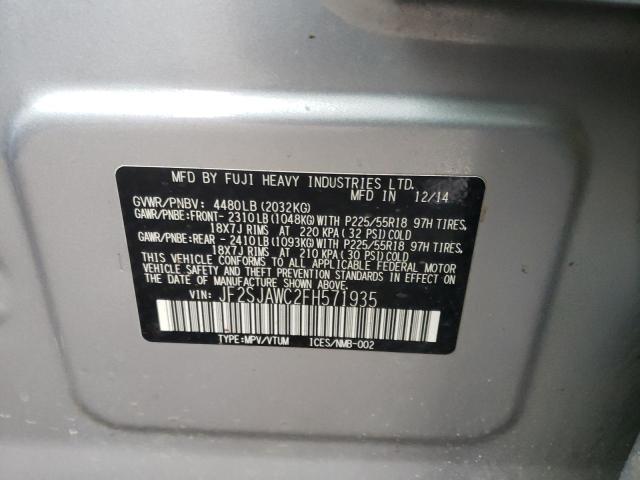 MFD BY FUJI HEAVY INDUSTRIES LTD.
MFD IN 12/14
GVWR/PNBV: 4480LB (2032KG)
GAWR/PNBE:FRONT- 2310LB (1048KG) WITH P225/55R18 97H TIRES,
18X7J RIMS AT 220 KPA (32 PSI) COLD
GAWR/PNBE:REAR - 2410LB (1093KG) WITH P225/55R18 97H TIRES,
18X7J RIMS AT 210 KPA (30 PSI) COLD
THIS VEHICLE CONFORMS TO ALL APPLICABLE FEDERAL MOTOR
VEHICLE SAFETY AND THEFT PREVENTION STANDARDS IN EFFECT
ON THE DATE OF MANUFACTURE SHOWN ABOVE.
VIN: JF2SJAWC2FH571935
TYPE:MPV/VTUM ICES/NMB-002